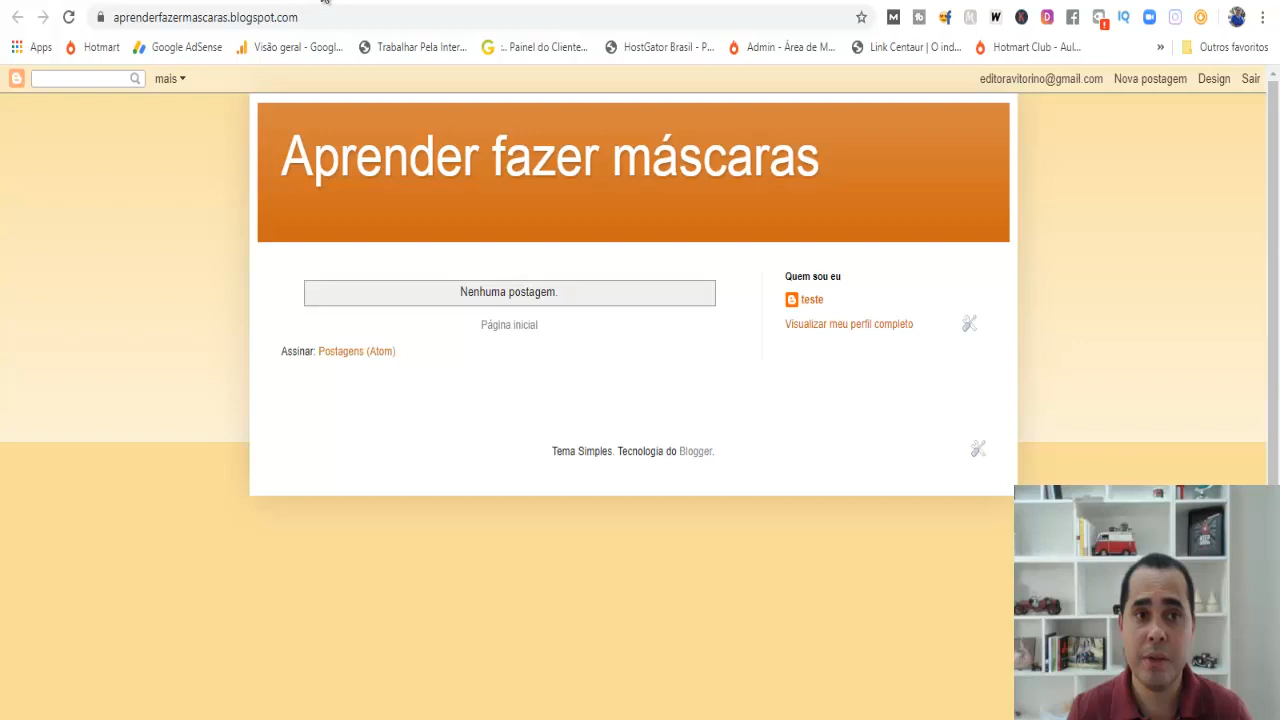 aprenderfazermascaras.blogspot.com
Apps Hotmart Google AdSense Visão geral - Googl... Trabalhar Pela Inter... :.. Painel do Cliente... HostGator Brasil - P... Admin - Área de M... Link Centaur | O ind... Hotmart Club - Aul... » Outros favoritos
mais editoravitorino@gmail.com Nova postagem Design Sair
Aprender fazer máscaras
Nenhuma postagem.
Página inicial
Assinar: Postagens (Atom)
Quem sou eu
teste
Visualizar meu perfil completo
Tema Simples. Tecnologia do Blogger.